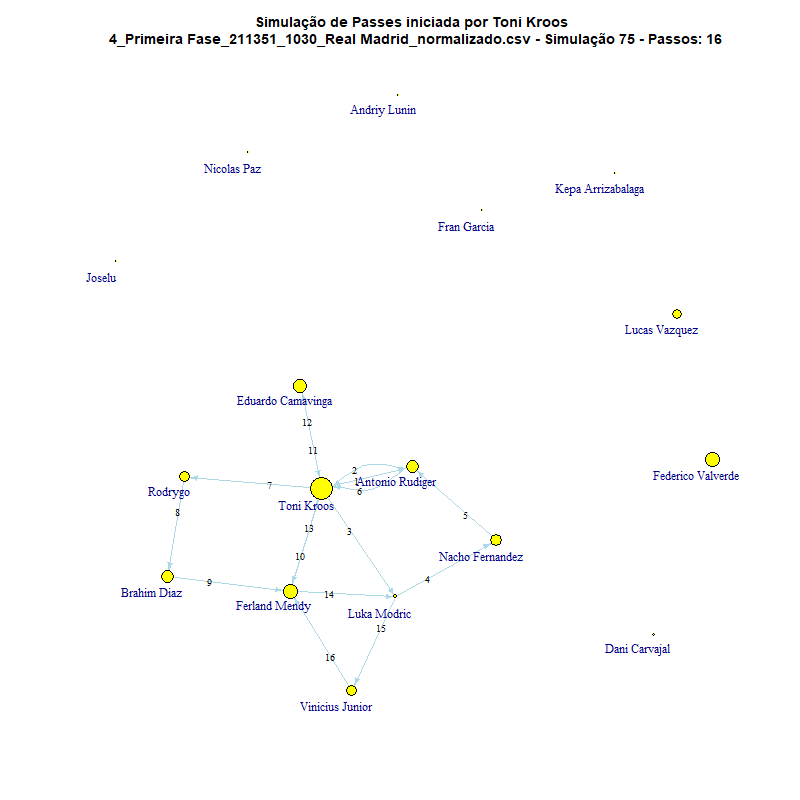 Simulação de Passes iniciada por Toni Kroos
4_Primeira Fase_211351_1030_Real Madrid_normalizado.csv - Simulação 75 - Passos: 16
Andriy Lunin
Nicolas Paz
Kepa Arrizabalaga
Fran Garcia
Joselu
Lucas Vazquez
Eduardo Camavinga
12
11
2
Federico Valverde
Antonio Rudiger
7
6
Rodrygo
Toni Kroos
8
5
13
3
10
Nacho Fernandez
4
9
Brahim Diaz
14
Ferland Mendy
Luka Modric
15
Dani Carvajal
16
Vinicius Junior